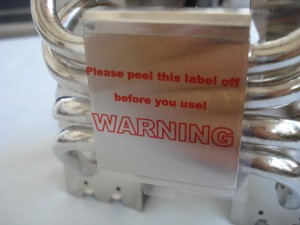 Please peel this label off
before you use!
WARNING